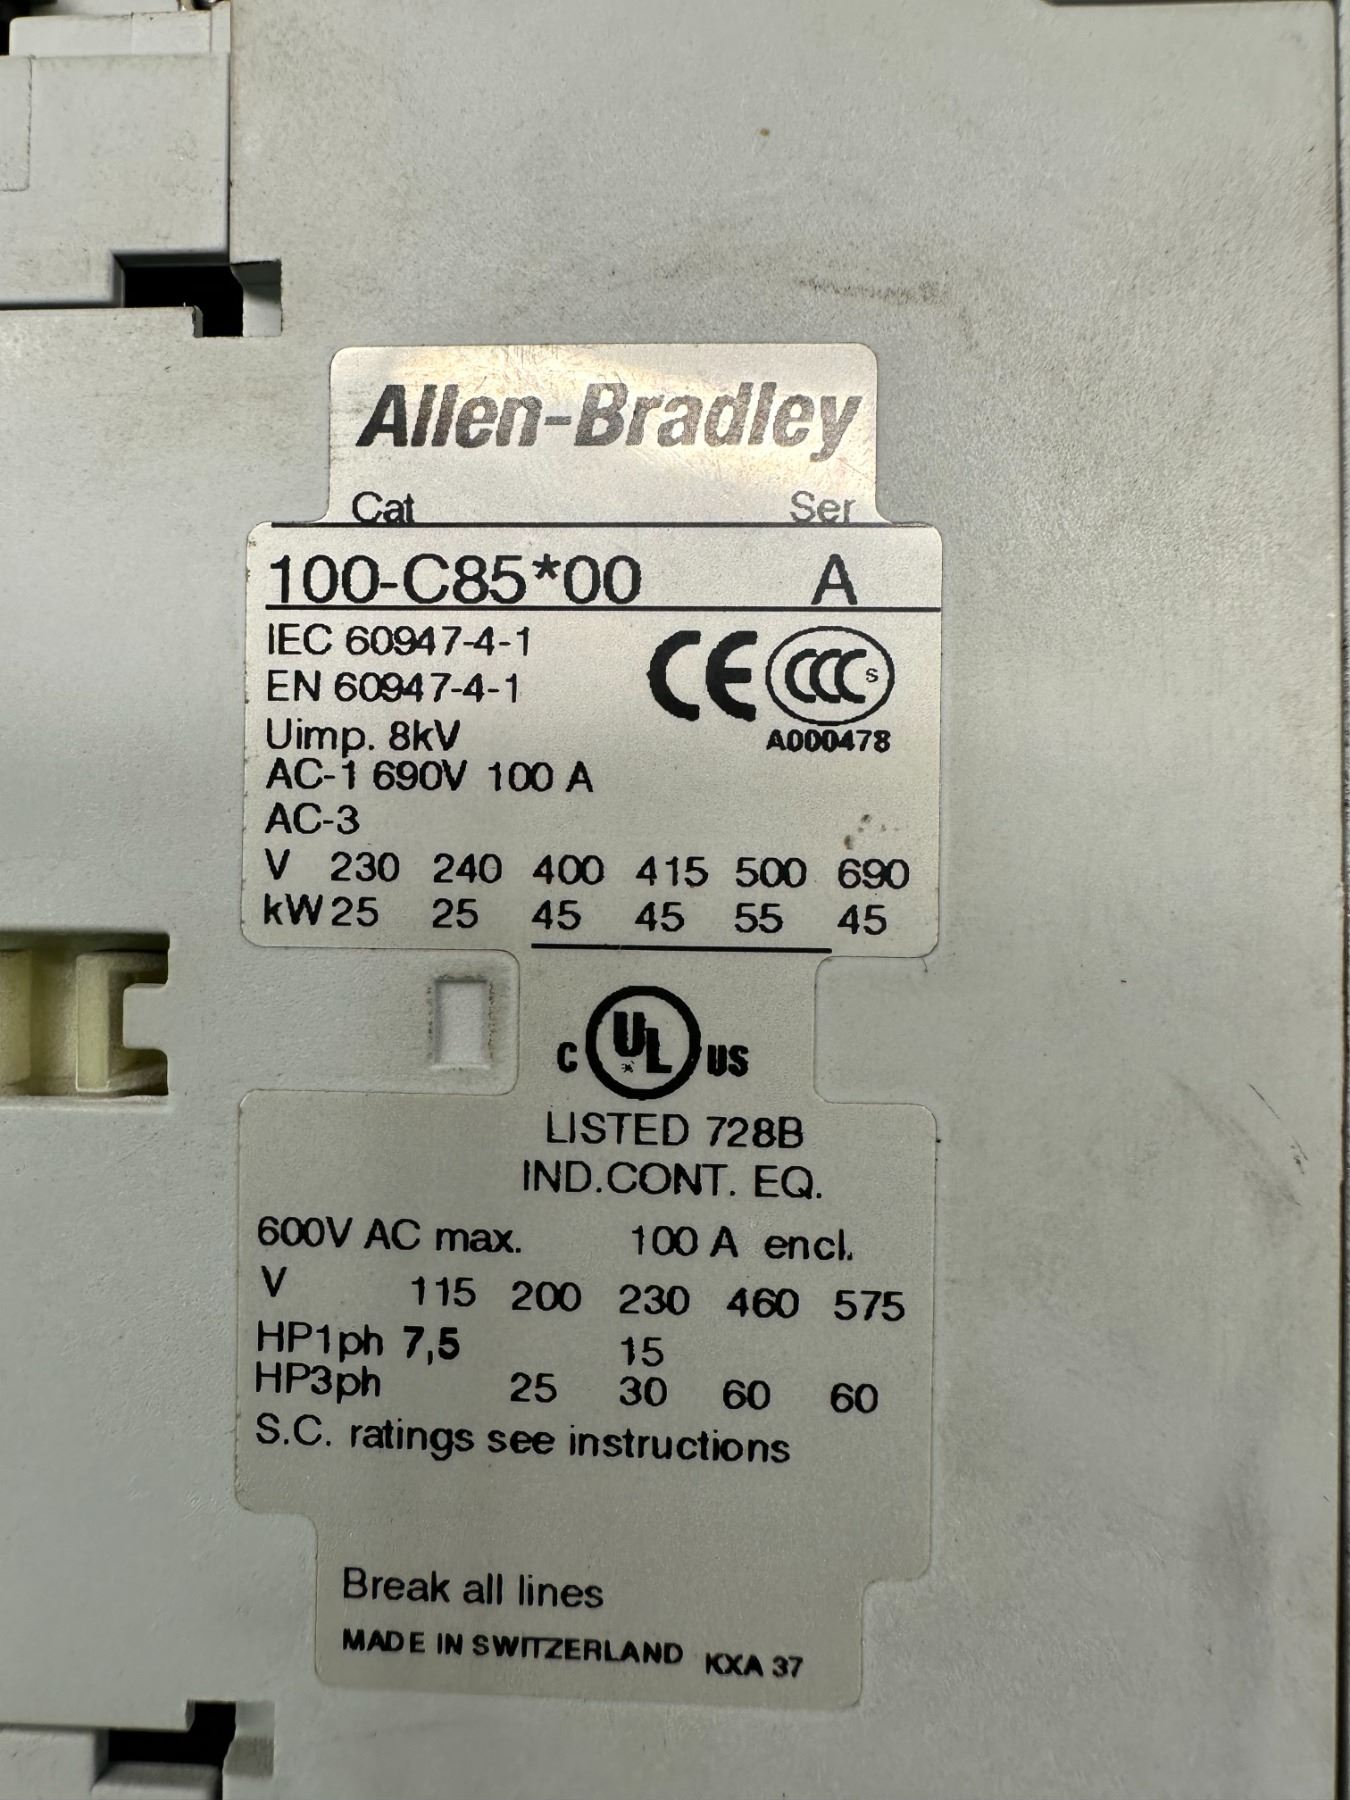 Allen-Bradley
Cat Ser
100-C85*00 A
IEC 60947-4-1
EN 60947-4-1
CE CCC S
Uimp. 8kV
A000478
AC-1 690V 100 A
AC-3
V 230 240 400 415 500 690
kW 25 25 45 45 55 45
C UL US
LISTED 728B
IND.CONT. EQ.
600V AC max. 100 A encl.
V 115 200 230 460 575
HP1ph 7,5 15
HP3ph 25 30 60 60
S.C. ratings see instructions
Break all lines
MADE IN SWITZERLAND KXA 37